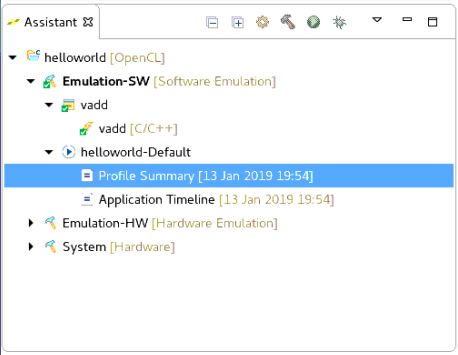 Assistant
helloworld [OpenCL]
Emulation-SW [Software Emulation]
vadd
vadd [C/C++]
helloworld-Default
Profile Summary [13 Jan 2019 19:54]
Application Timeline [13 Jan 2019 19:54]
Emulation-HW [Hardware Emulation]
System [Hardware]